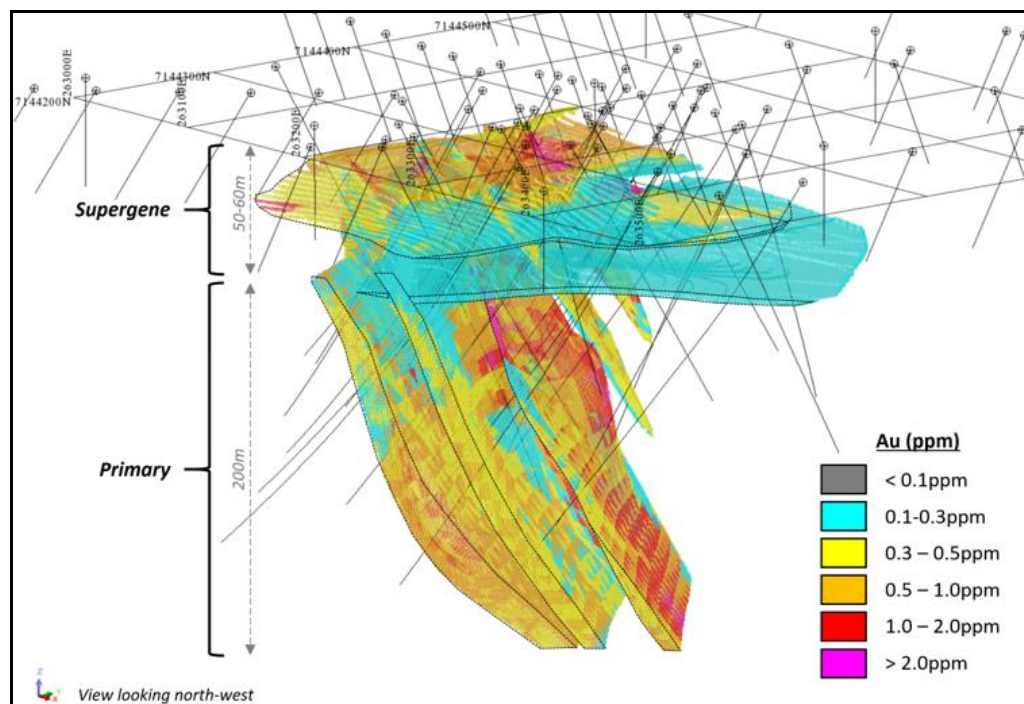 7144500N
7144400N
7144300N
7144200N
263000E
263100E
263200E
263300E
263400E
263500E
Supergene
50-60m
Primary
200m
Au (ppm)
< 0.1ppm
0.1-0.3ppm
0.3 – 0.5ppm
0.5 – 1.0ppm
1.0 – 2.0ppm
> 2.0ppm
Z
Y
X
View looking north-west